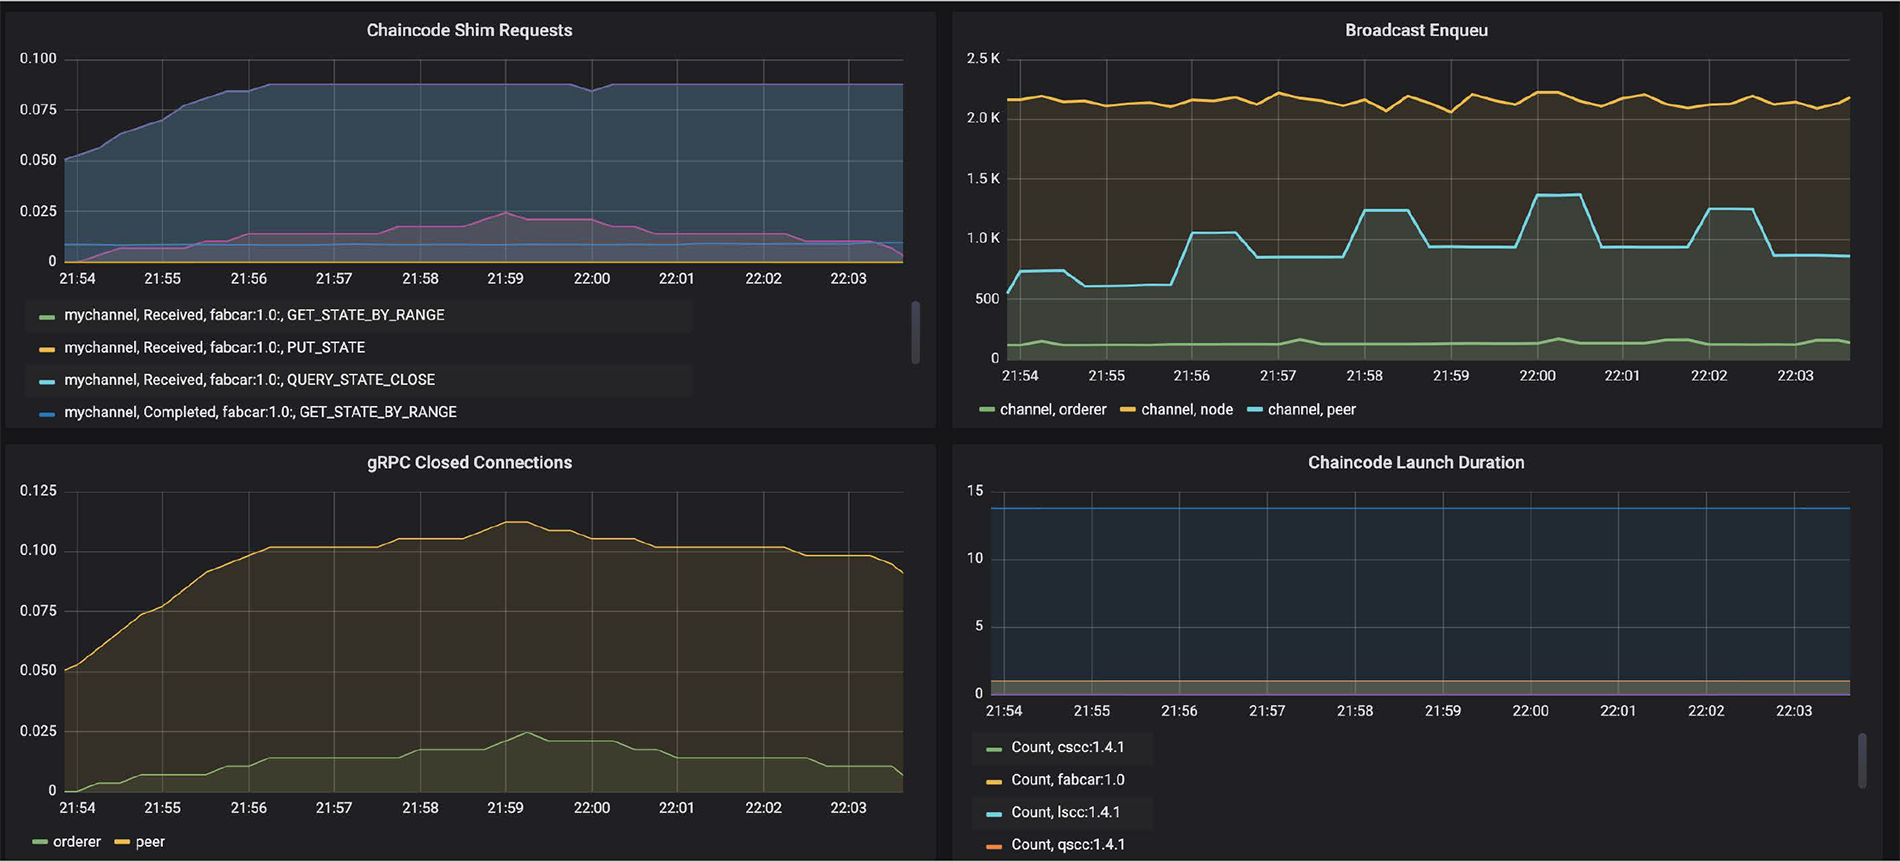 Chaincode Shim Requests
0.100
0.075
0.050
0.025
0
21:54 21:55 21:56 21:57 21:58 21:59 22:00 22:01 22:02 22:03
mychannel, Received, fabcar:1.0:, GET_STATE_BY_RANGE
mychannel, Received, fabcar:1.0:, PUT_STATE
mychannel, Received, fabcar:1.0:, QUERY_STATE_CLOSE
mychannel, Completed, fabcar:1.0:, GET_STATE_BY_RANGE
Broadcast Enqueu
2.5 K
2.0 K
1.5 K
1.0 K
500
0
21:54 21:55 21:56 21:57 21:58 21:59 22:00 22:01 22:02 22:03
channel, orderer channel, node channel, peer
gRPC Closed Connections
0.125
0.100
0.075
0.050
0.025
0
21:54 21:55 21:56 21:57 21:58 21:59 22:00 22:01 22:02 22:03
orderer peer
Chaincode Launch Duration
15
10
5
0
21:54 21:55 21:56 21:57 21:58 21:59 22:00 22:01 22:02 22:03
Count, cscc:1.4.1
Count, fabcar:1.0
Count, lscc:1.4.1
Count, qscc:1.4.1